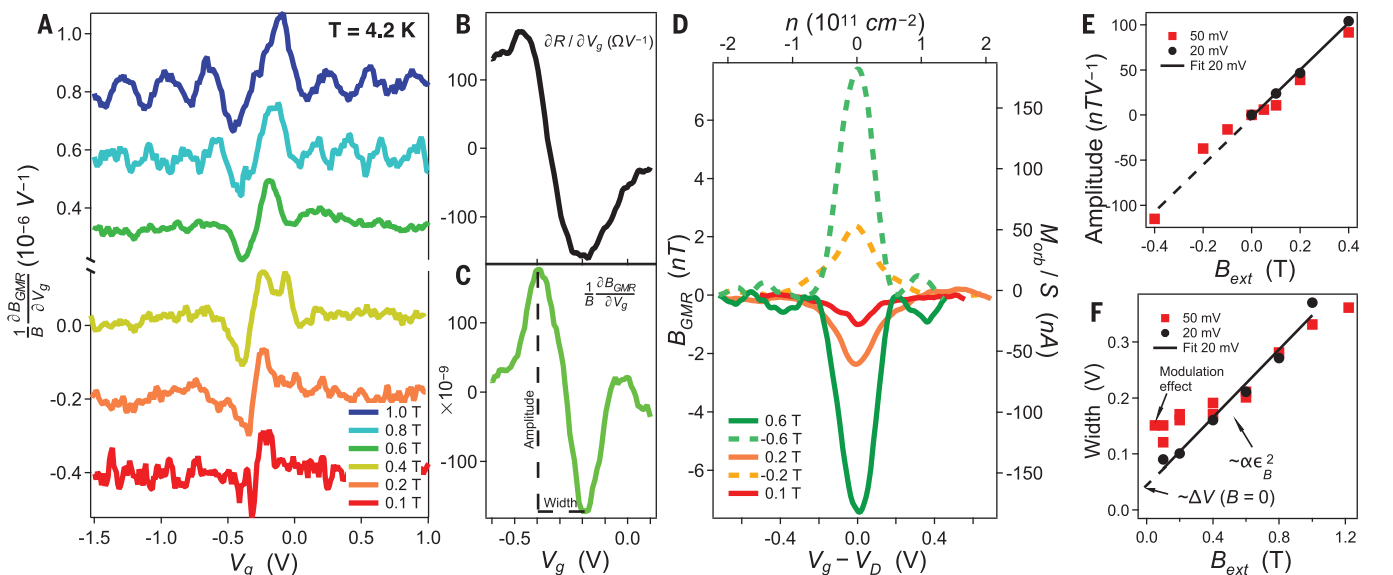 A
T = 4.2 K
1.0
0.8
0.6
0.4
0.0
-0.2
-0.4
1/B ∂B_GMR/∂V_g (10⁻⁶ V⁻¹)
1.0 T
0.8 T
0.6 T
0.4 T
0.2 T
0.1 T
-1.5
-1.0
-0.5
0.0
0.5
1.0
V_g (V)
B
∂R / ∂V_g (ΩV⁻¹)
100
0
-100
C
1/B ∂B_GMR/∂V_g
100
0
-100
×10⁻⁹
Amplitude
Width
-0.5
0.0
V_g (V)
D
n (10¹¹ cm⁻²)
-2
-1
0
1
2
6
4
2
0
-2
-4
-6
B_GMR (nT)
150
100
50
0
-50
-100
-150
M_orb / S (nA)
0.6 T
-0.6 T
0.2 T
-0.2 T
0.1 T
-0.4
0.0
0.4
V_g – V_D (V)
E
100
50
0
-50
-100
Amplitude (nTV⁻¹)
50 mV
20 mV
Fit 20 mV
-0.4
-0.2
0.0
0.2
0.4
B_ext (T)
F
0.3
0.2
0.1
0.0
Width (V)
50 mV
20 mV
Fit 20 mV
Modulation
effect
~αϵ_B²
~ΔV (B = 0)
0.0
0.4
0.8
1.2
B_ext (T)